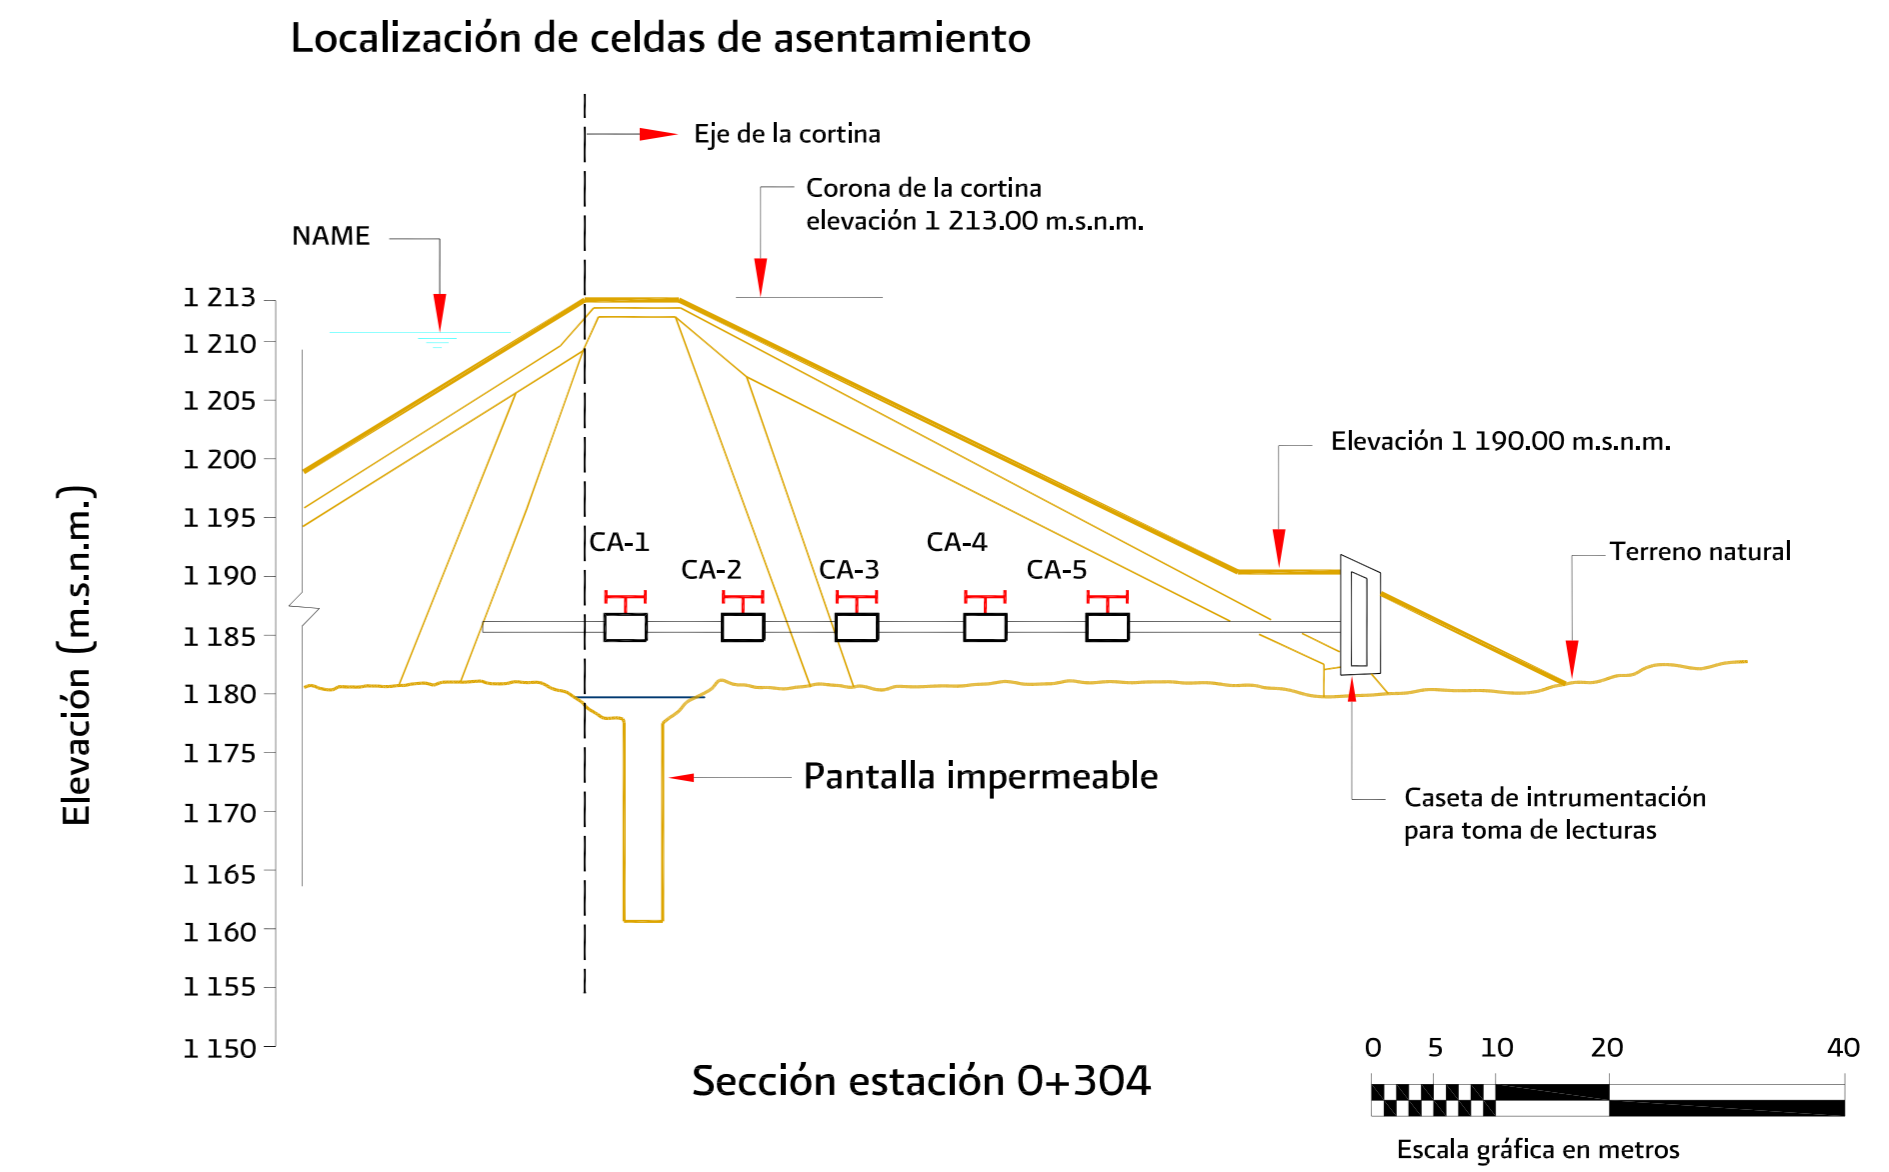 Localización de celdas de asentamiento
Eje de la cortina
Corona de la cortina
elevación 1 213.00 m.s.n.m.
NAME
1 213
1 210
1 205
1 200
1 195
1 190
1 185
1 180
1 175
1 170
1 165
1 160
1 155
1 150
Elevación (m.s.n.m.)
Elevación 1 190.00 m.s.n.m.
Terreno natural
CA-1
CA-2
CA-3
CA-4
CA-5
Pantalla impermeable
Caseta de intrumentación
para toma de lecturas
Sección estación 0+304
0 5 10 20 40
Escala gráfica en metros